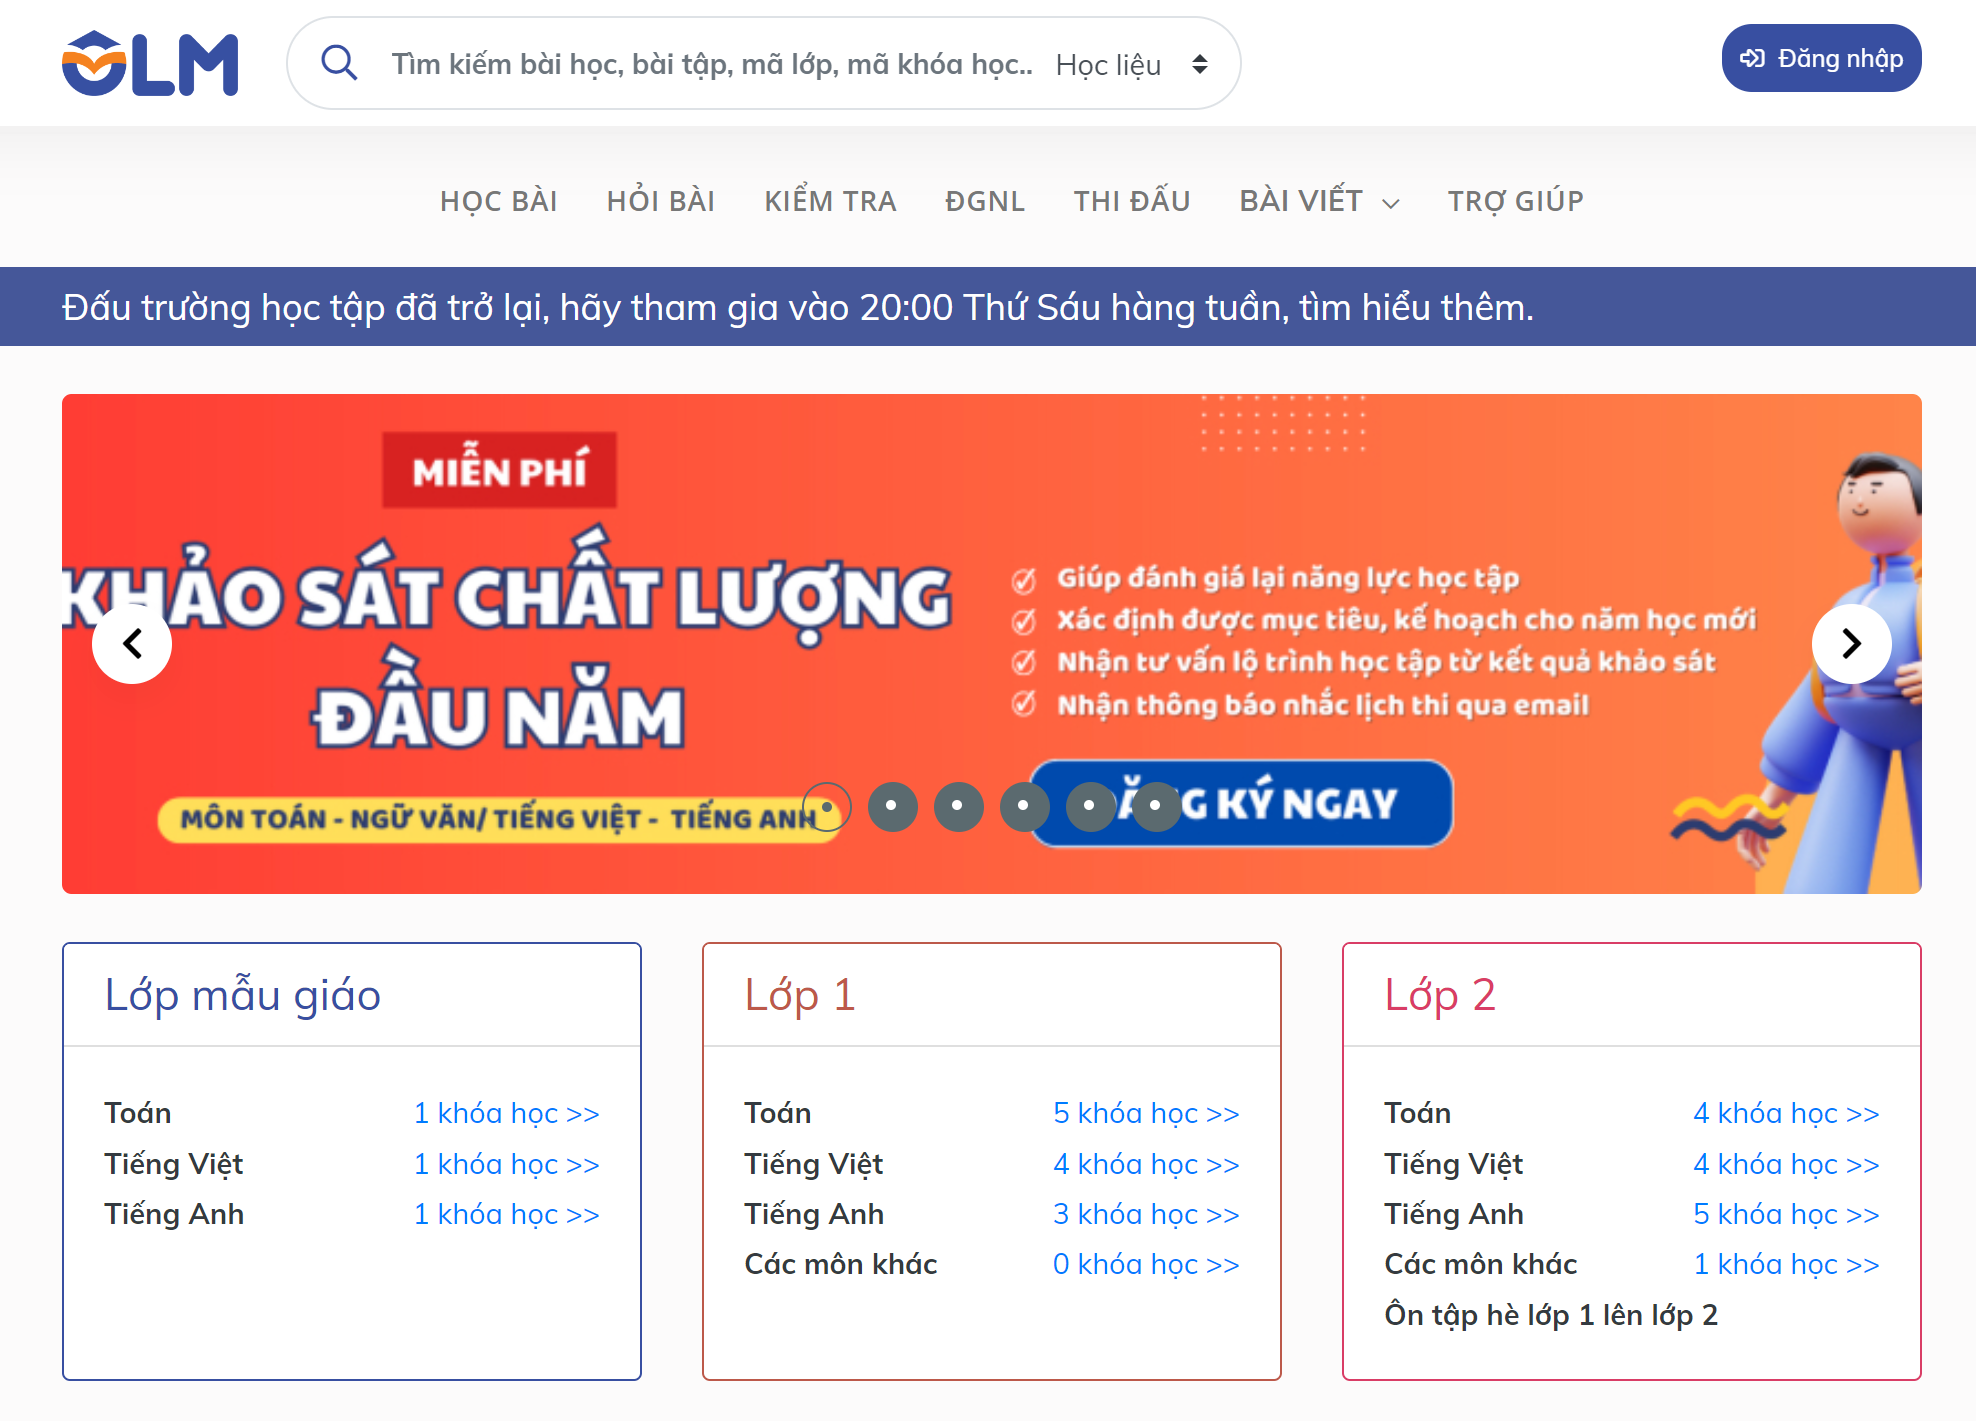 OLM
Tìm kiếm bài học, bài tập, mã lớp, mã khóa học..
Học liệu
Đăng nhập
HỌC BÀI
HỎI BÀI
KIỂM TRA
ĐGNL
THI ĐẤU
BÀI VIẾT
TRỢ GIÚP
Đấu trường học tập đã trở lại, hãy tham gia vào 20:00 Thứ Sáu hàng tuần, tìm hiểu thêm.
MIỄN PHÍ
KHẢO SÁT CHẤT LƯỢNG
ĐẦU NĂM
MÔN TOÁN - NGỮ VĂN/ TIẾNG VIỆT - TIẾNG ANH
Giúp đánh giá lại năng lực học tập
Xác định được mục tiêu, kế hoạch cho năm học mới
Nhận tư vấn lộ trình học tập từ kết quả khảo sát
Nhận thông báo nhắc lịch thi qua email
KÝ NGAY
Lớp mẫu giáo
Toán 1 khóa học >>
Tiếng Việt 1 khóa học >>
Tiếng Anh 1 khóa học >>
Lớp 1
Toán 5 khóa học >>
Tiếng Việt 4 khóa học >>
Tiếng Anh 3 khóa học >>
Các môn khác 0 khóa học >>
Lớp 2
Toán 4 khóa học >>
Tiếng Việt 4 khóa học >>
Tiếng Anh 5 khóa học >>
Các môn khác 1 khóa học >>
Ôn tập hè lớp 1 lên lớp 2